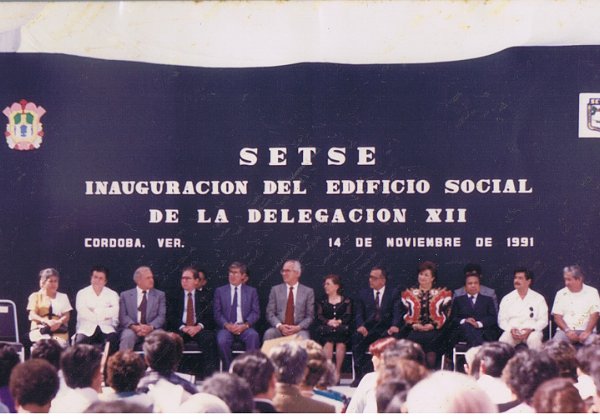 SETSE
INAUGURACION DEL EDIFICIO SOCIAL
DE LA DELEGACION XII
CORDOBA, VER. 14 DE NOVIEMBRE DE 1991